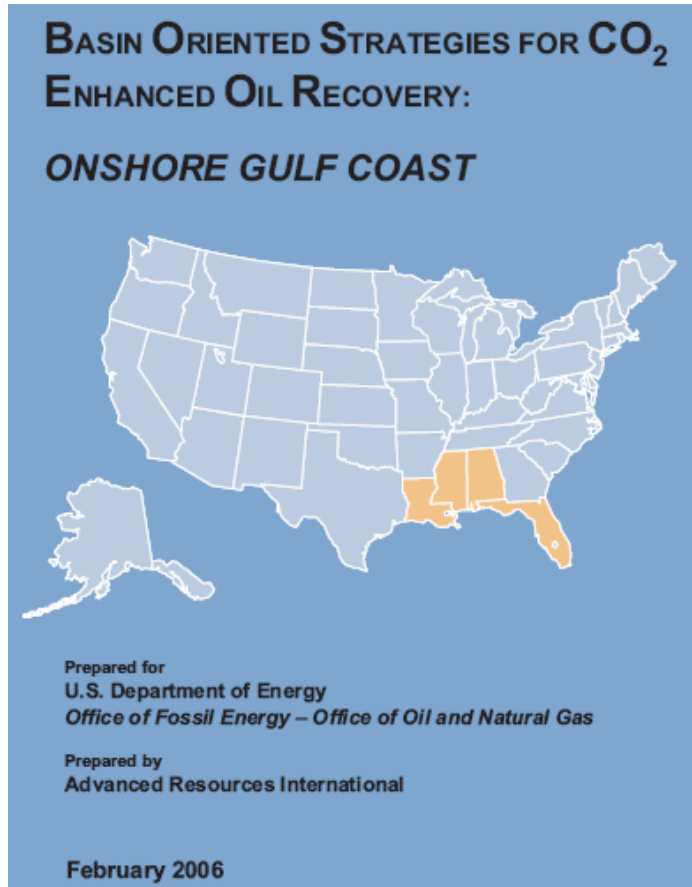 BASIN ORIENTED STRATEGIES FOR CO₂
ENHANCED OIL RECOVERY:
ONSHORE GULF COAST
Prepared for
U.S. Department of Energy
Office of Fossil Energy – Office of Oil and Natural Gas
Prepared by
Advanced Resources International
February 2006